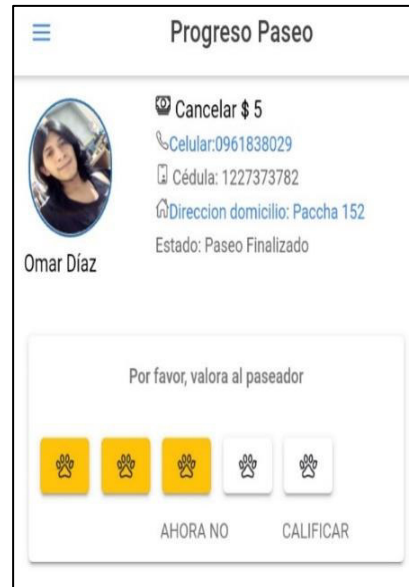 Progreso Paseo
Cancelar $ 5
Celular:0961838029
Cédula: 1227373782
Direccion domicilio: Paccha 152
Estado: Paseo Finalizado
Omar Díaz
Por favor, valora al paseador
AHORA NO CALIFICAR